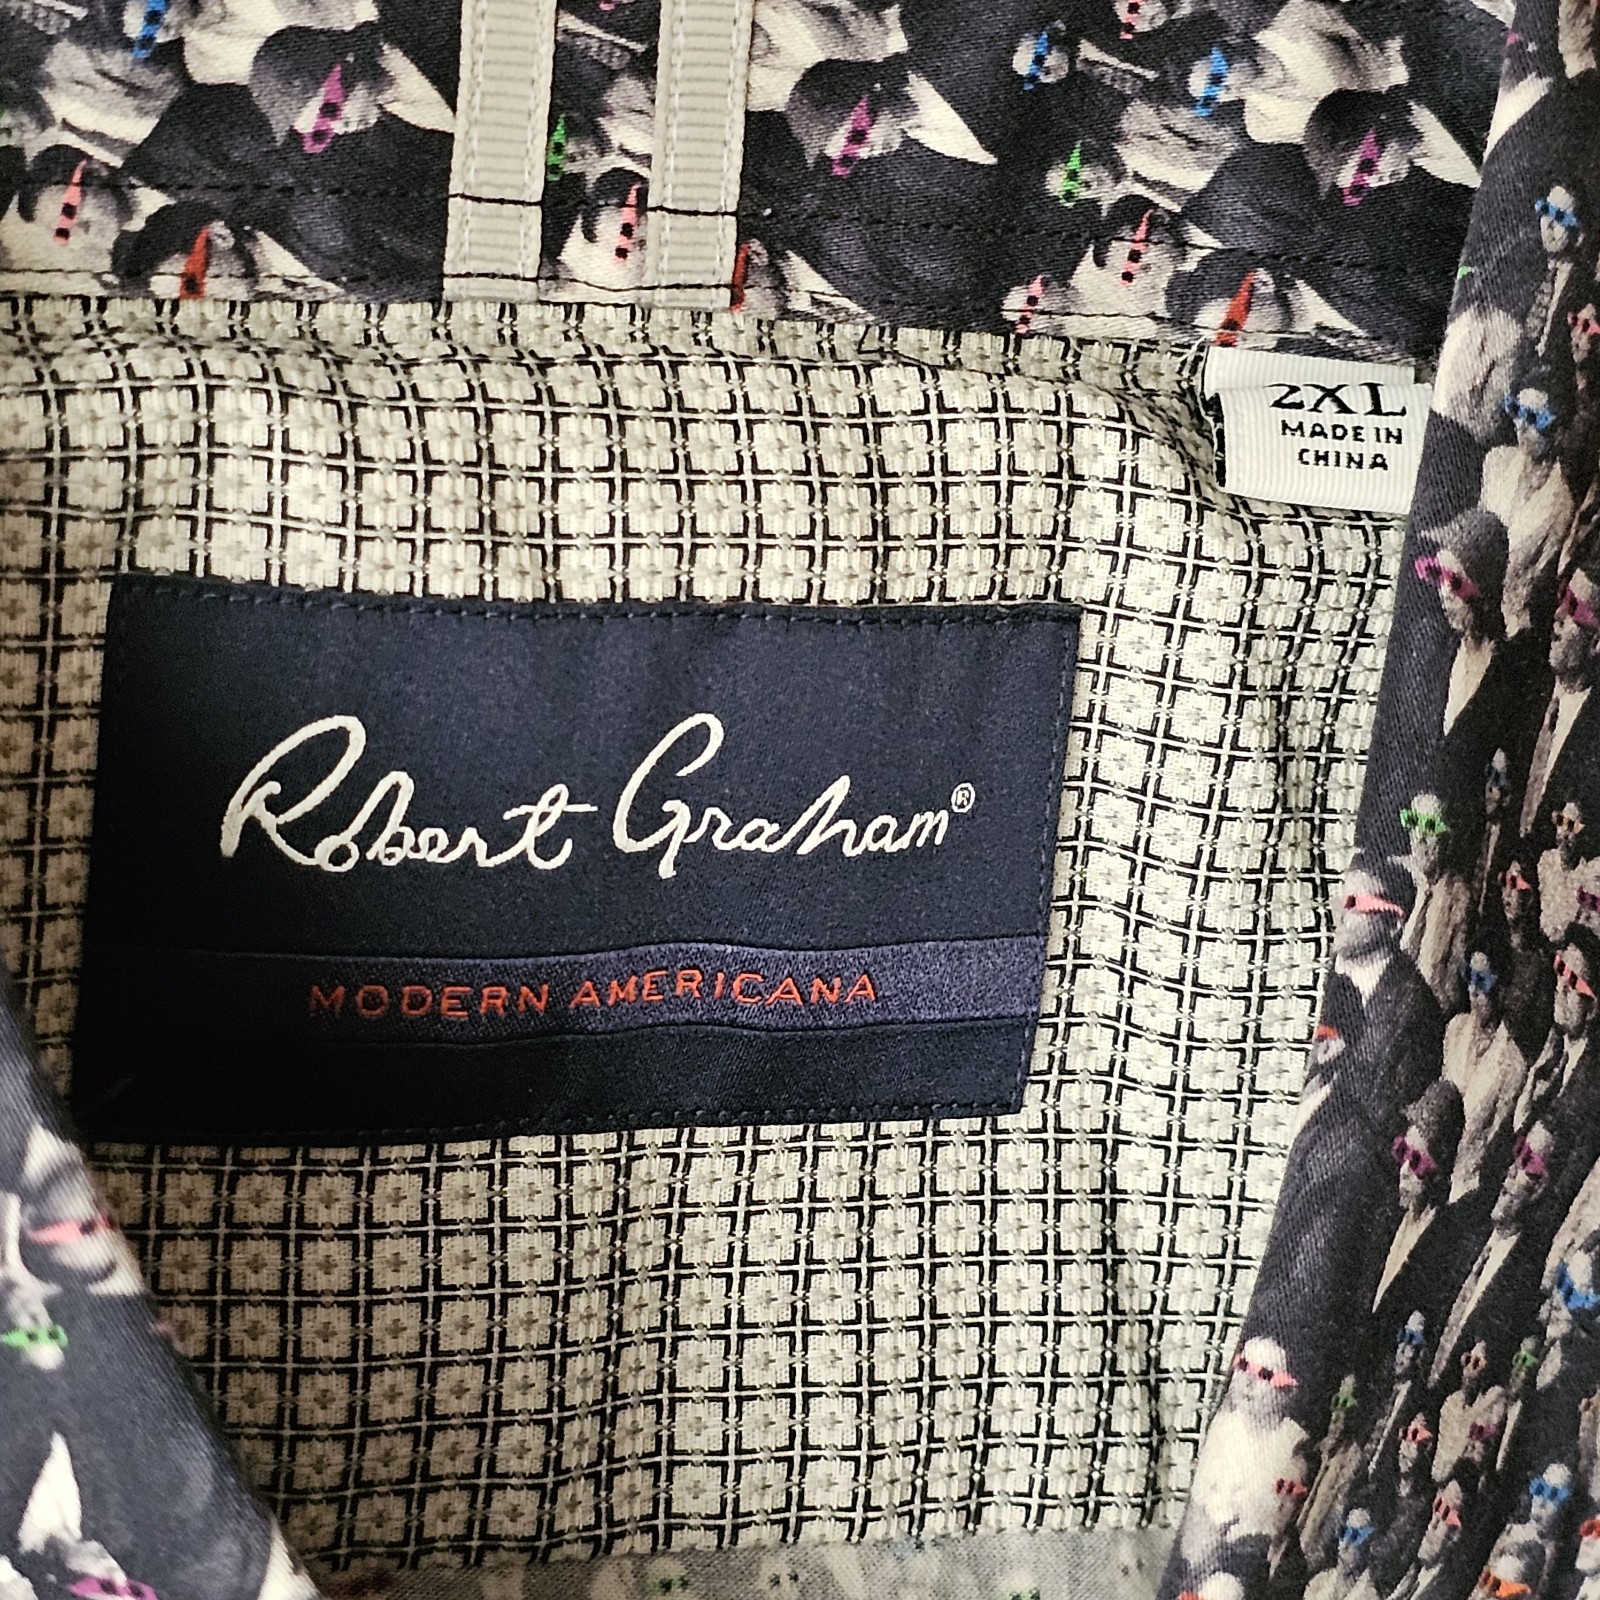 2XL
MADE IN
CHINA
Robert Graham®
MODERN AMERICANA